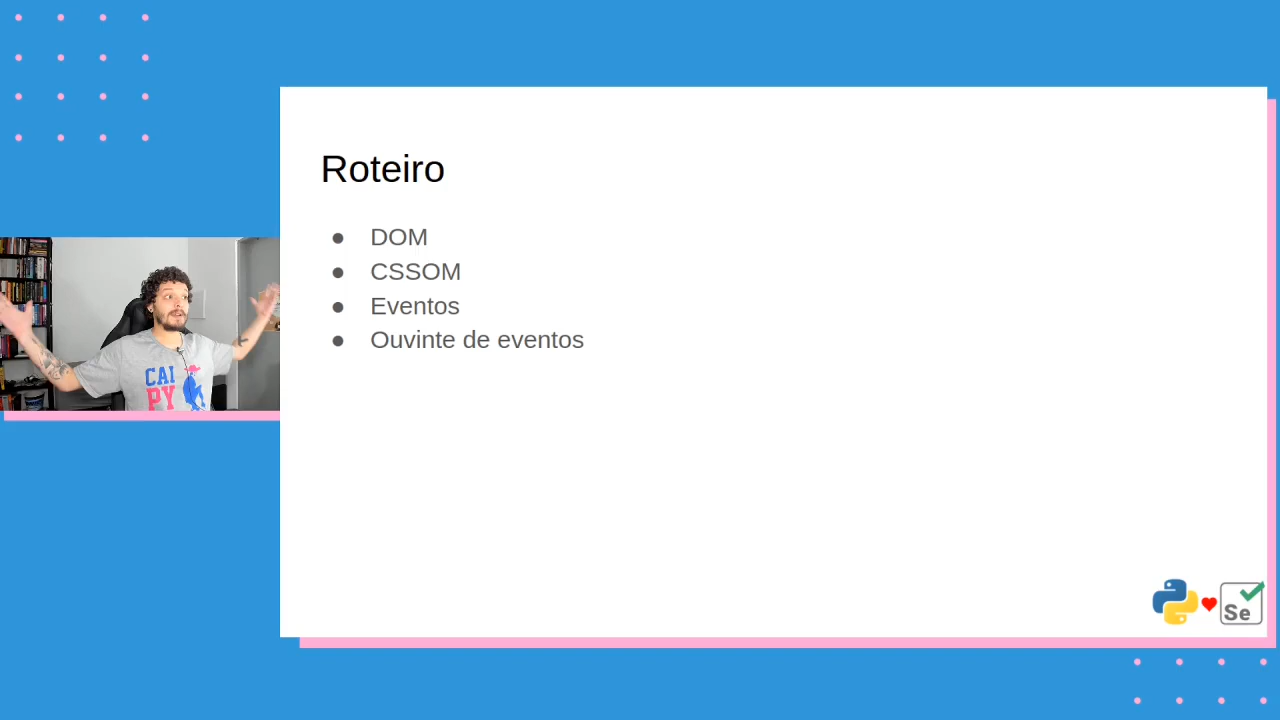 Roteiro
DOM
CSSOM
Eventos
Ouvinte de eventos
CAI
PY
Se